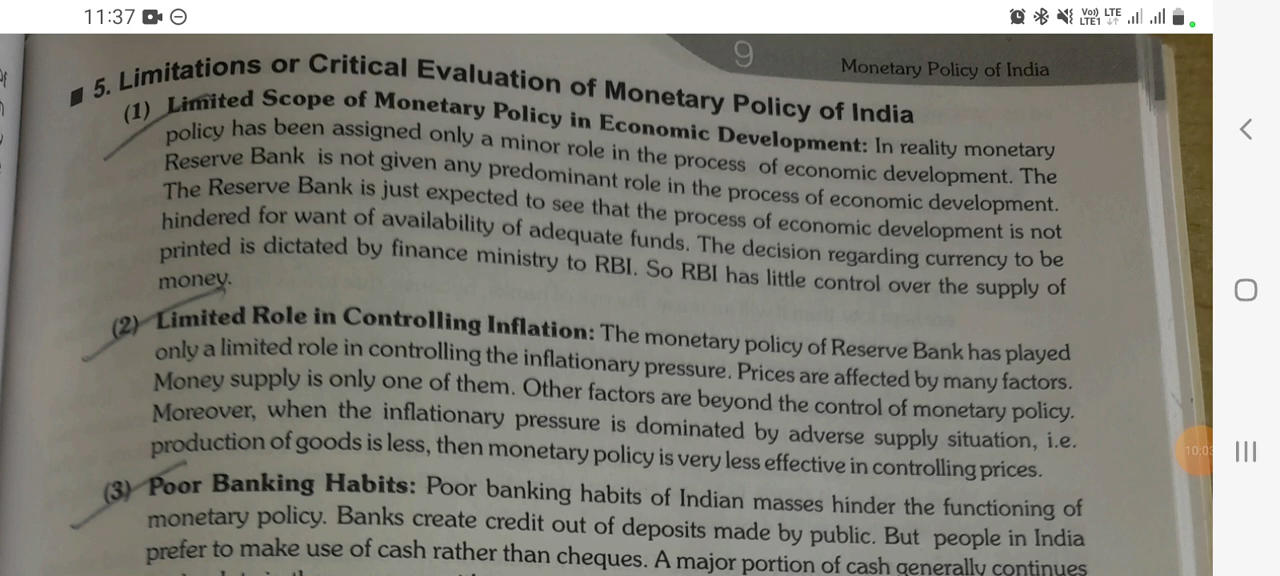 11:37
Vo)) LTE
LTE1
9
Monetary Policy of India
5. Limitations or Critical Evaluation of Monetary Policy of India
(1) Limited Scope of Monetary Policy in Economic Development: In reality monetary
policy has been assigned only a minor role in the process of economic development. The
Reserve Bank is not given any predominant role in the process of economic development.
The Reserve Bank is just expected to see that the process of economic development is not
hindered for want of availability of adequate funds. The decision regarding currency to be
printed is dictated by finance ministry to RBI. So RBI has little control over the supply of
money.
(2) Limited Role in Controlling Inflation: The monetary policy of Reserve Bank has played
only a limited role in controlling the inflationary pressure. Prices are affected by many factors.
Money supply is only one of them. Other factors are beyond the control of monetary policy.
Moreover, when the inflationary pressure is dominated by adverse supply situation, i.e.
production of goods is less, then monetary policy is very less effective in controlling prices.
(3) Poor Banking Habits: Poor banking habits of Indian masses hinder the functioning of
monetary policy. Banks create credit out of deposits made by public. But people in India
prefer to make use of cash rather than cheques. A major portion of cash generally continues
10:03